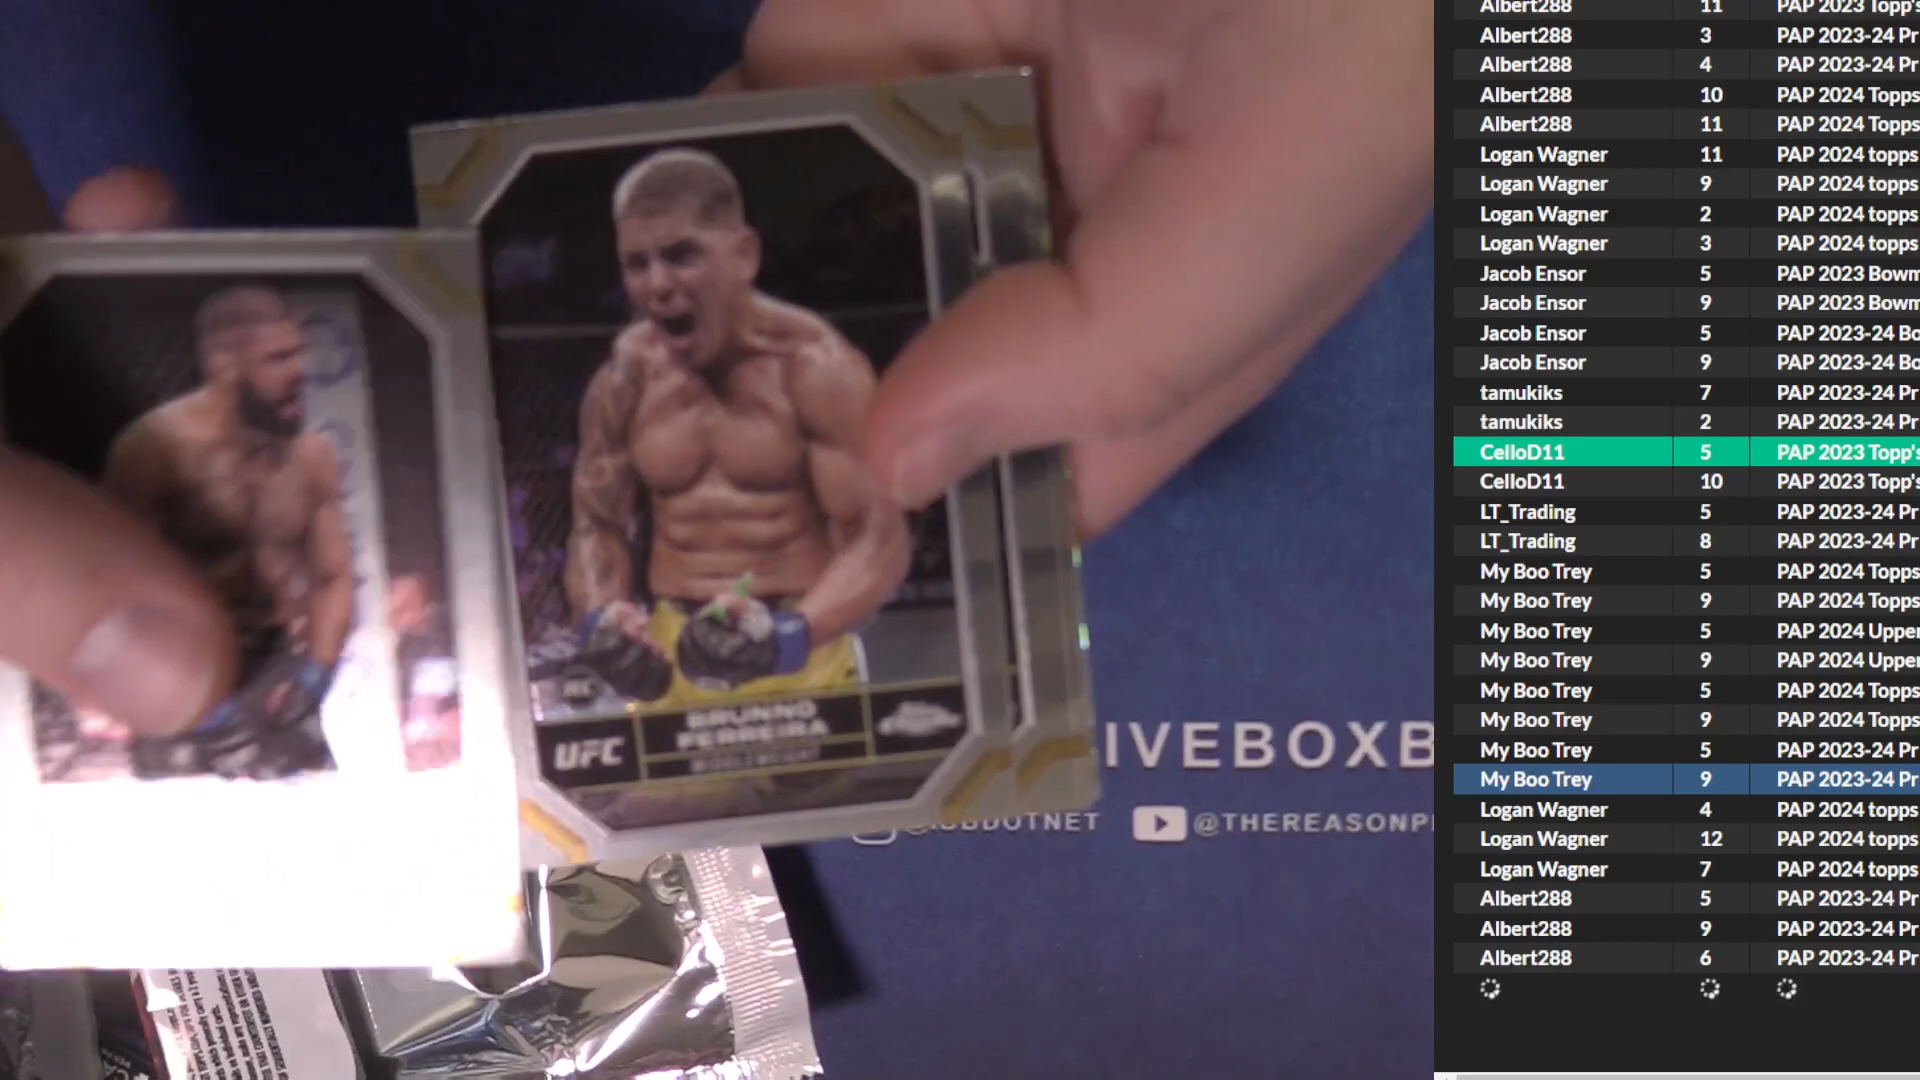 Albert288 11 PAP 2023 Topp's
Albert288 3 PAP 2023-24 Pr
Albert288 4 PAP 2023-24 Pr
Albert288 10 PAP 2024 Topps
Albert288 11 PAP 2024 Topps
Logan Wagner 11 PAP 2024 topps
Logan Wagner 9 PAP 2024 topps
Logan Wagner 2 PAP 2024 topps
Logan Wagner 3 PAP 2024 topps
Jacob Ensor 5 PAP 2023 Bowm
Jacob Ensor 9 PAP 2023 Bowm
Jacob Ensor 5 PAP 2023-24 Bo
Jacob Ensor 9 PAP 2023-24 Bo
tamukiks 7 PAP 2023-24 Pr
tamukiks 2 PAP 2023-24 Pr
CelloD11 5 PAP 2023 Topp's
CelloD11 10 PAP 2023 Topp's
LT_Trading 5 PAP 2023-24 Pr
LT_Trading 8 PAP 2023-24 Pr
My Boo Trey 5 PAP 2024 Topps
My Boo Trey 9 PAP 2024 Topps
My Boo Trey 5 PAP 2024 Upper
My Boo Trey 9 PAP 2024 Upper
My Boo Trey 5 PAP 2024 Topps
My Boo Trey 9 PAP 2024 Topps
My Boo Trey 5 PAP 2023-24 Pr
My Boo Trey 9 PAP 2023-24 Pr
Logan Wagner 4 PAP 2024 topps
Logan Wagner 12 PAP 2024 topps
Logan Wagner 7 PAP 2024 topps
Albert288 5 PAP 2023-24 Pr
Albert288 9 PAP 2023-24 Pr
Albert288 6 PAP 2023-24 Pr
BRUNNO
FERREIRA
MIDDLEWEIGHT
UFC
RC
IVEBOXB
DOTNET
@THEREASONP